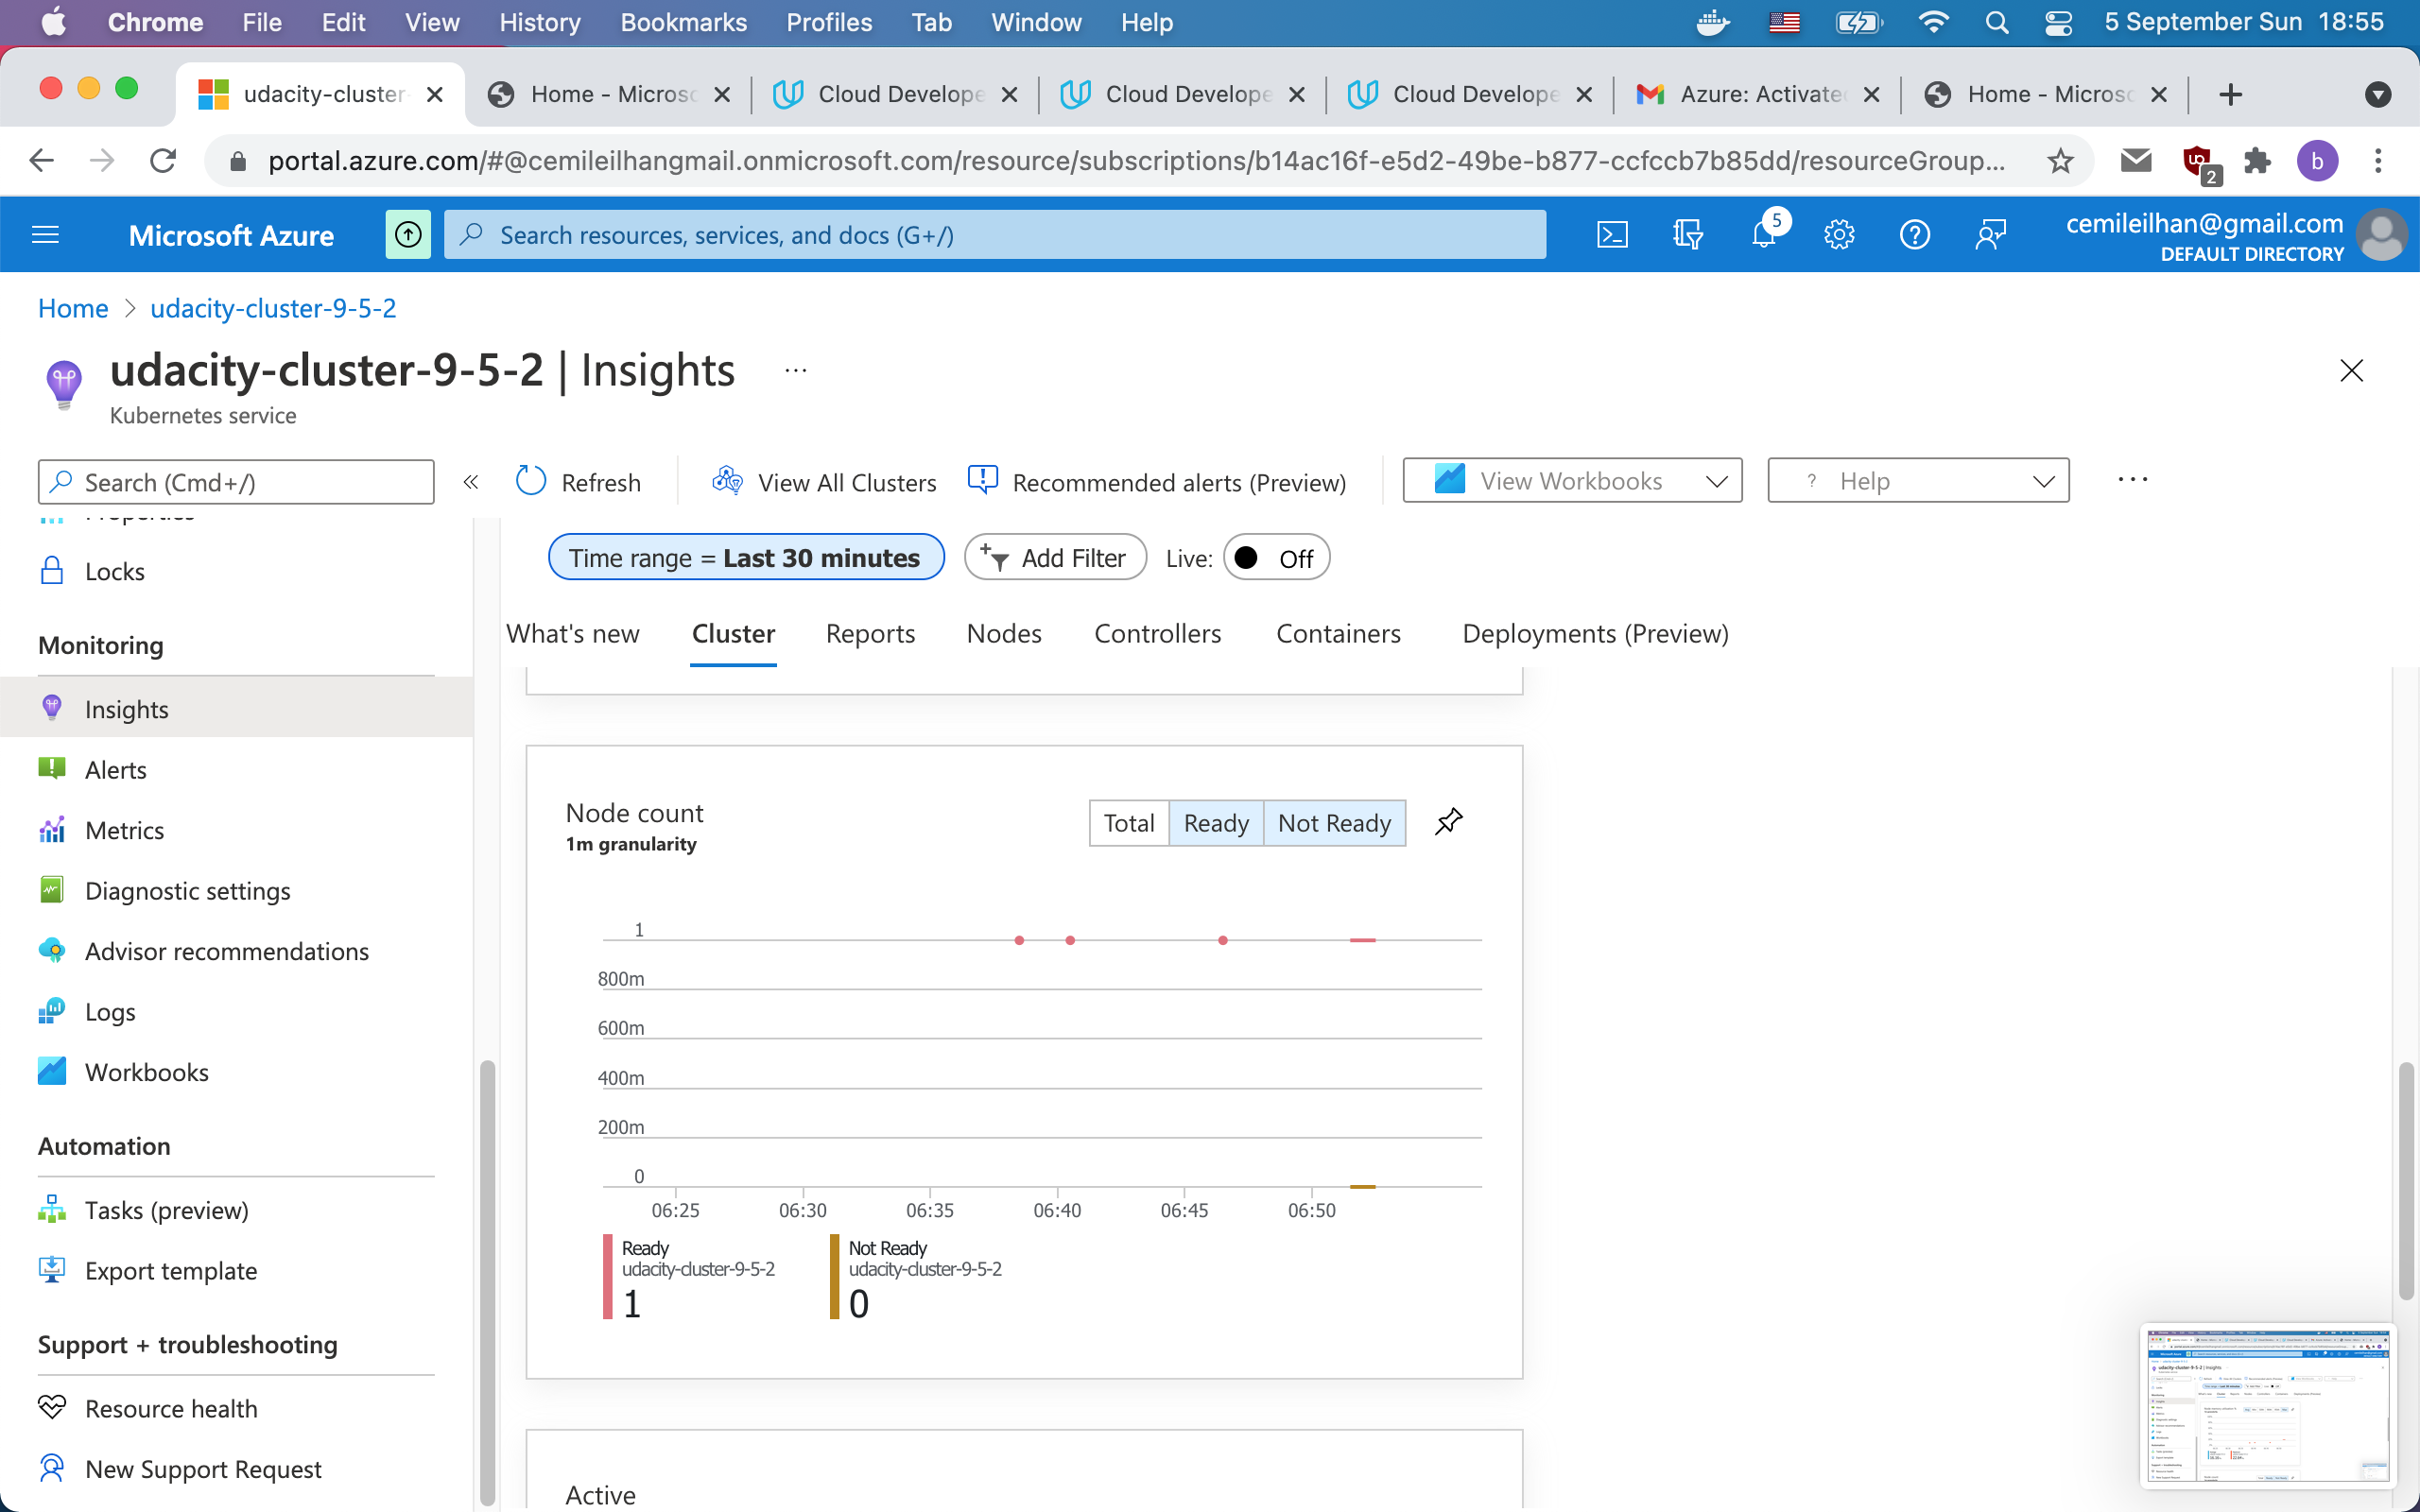 Chrome File Edit View History Bookmarks Profiles Tab Window Help 5 September Sun 18:55
udacity-cluster- Home - Microso Cloud Develope Cloud Develope Cloud Develope Azure: Activated Home - Microso
portal.azure.com/#@cemileilhangmail.onmicrosoft.com/resource/subscriptions/b14ac16f-e5d2-49be-b877-ccfccb7b85dd/resourceGroup... 2 b
Microsoft Azure Search resources, services, and docs (G+/) 5 cemileilhan@gmail.com
DEFAULT DIRECTORY
Home > udacity-cluster-9-5-2
udacity-cluster-9-5-2 | Insights ...
Kubernetes service
Search (Cmd+/) « Refresh View All Clusters Recommended alerts (Preview) View Workbooks ? Help ...
Properties
Locks
Monitoring
Insights
Alerts
Metrics
Diagnostic settings
Advisor recommendations
Logs
Workbooks
Automation
Tasks (preview)
Export template
Support + troubleshooting
Resource health
New Support Request
Time range = Last 30 minutes Add Filter Live: Off
What's new Cluster Reports Nodes Controllers Containers Deployments (Preview)
Node count Total Ready Not Ready
1m granularity
1
800m
600m
400m
200m
0
06:25 06:30 06:35 06:40 06:45 06:50
Ready Not Ready
udacity-cluster-9-5-2 udacity-cluster-9-5-2
1 0
Active